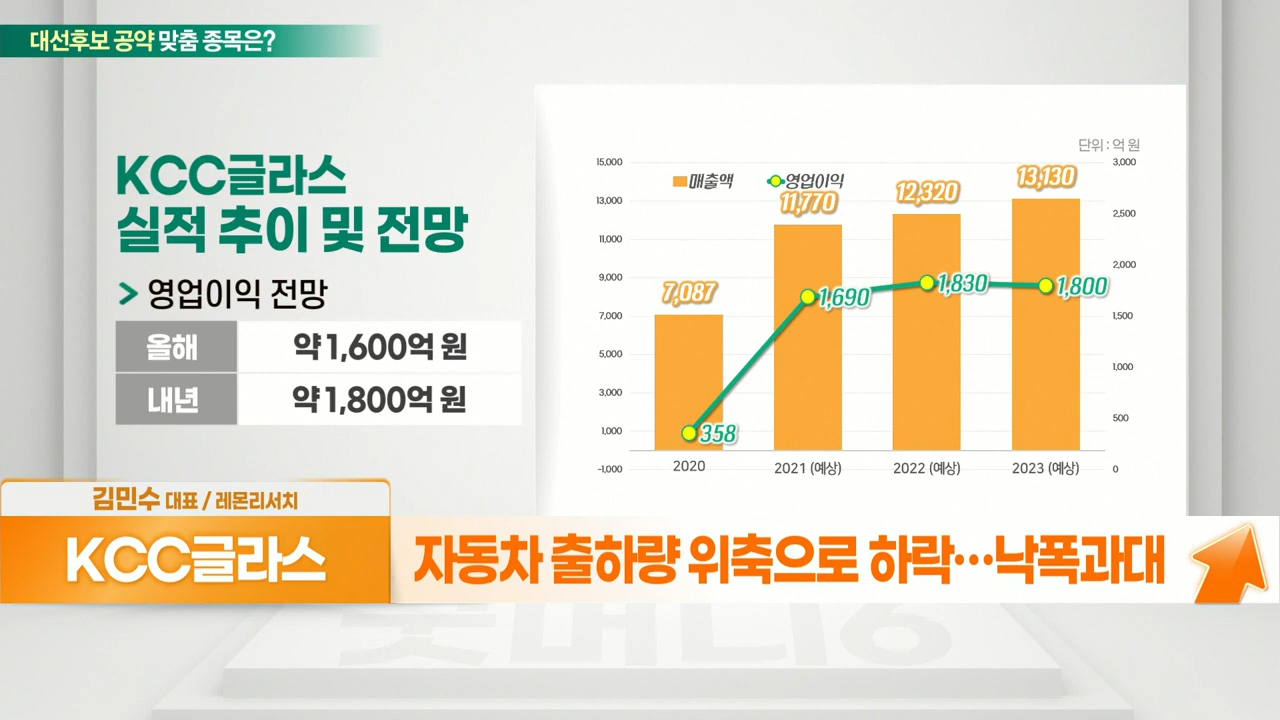 대선후보 공약 맞춤 종목은?
KCC글라스
실적 추이 및 전망
영업이익 전망
올해 약 1,600억 원
내년 약 1,800억 원
단위 : 억 원
매출액 영업이익
15,000
13,000
11,000
9,000
7,000
5,000
3,000
1,000
-1,000
3,000
2,500
2,000
1,500
1,000
500
0
7,087
11,770
12,320
13,130
358
1,690
1,830
1,800
2020 2021 (예상) 2022 (예상) 2023 (예상)
김민수 대표 / 레몬리서치
KCC글라스
자동차 출하량 위축으로 하락…낙폭과대